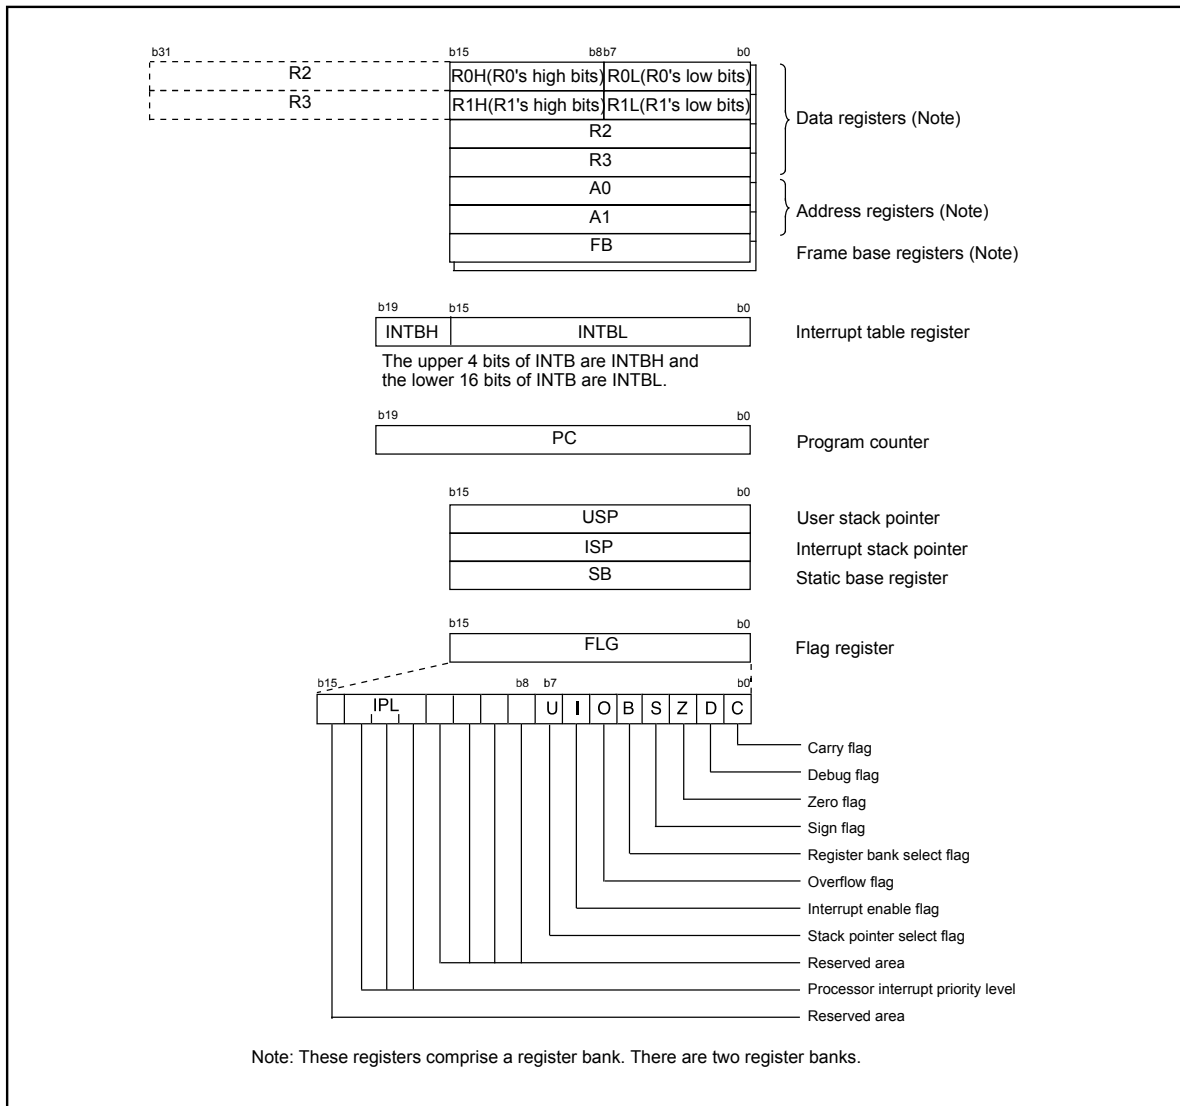 b31 b15 b8b7 b0
R2 R0H(R0's high bits) R0L(R0's low bits)
R3 R1H(R1's high bits) R1L(R1's low bits)
Data registers (Note)
R2
R3
A0
A1
Address registers (Note)
FB
Frame base registers (Note)
b19 b15 b0
INTBH INTBL Interrupt table register
The upper 4 bits of INTB are INTBH and
the lower 16 bits of INTB are INTBL.
b19 b0
PC Program counter
b15 b0
USP User stack pointer
ISP Interrupt stack pointer
SB Static base register
b15 b0
FLG Flag register
b15 b8 b7 b0
IPL U I O B S Z D C
Carry flag
Debug flag
Zero flag
Sign flag
Register bank select flag
Overflow flag
Interrupt enable flag
Stack pointer select flag
Reserved area
Processor interrupt priority level
Reserved area
Note: These registers comprise a register bank. There are two register banks.